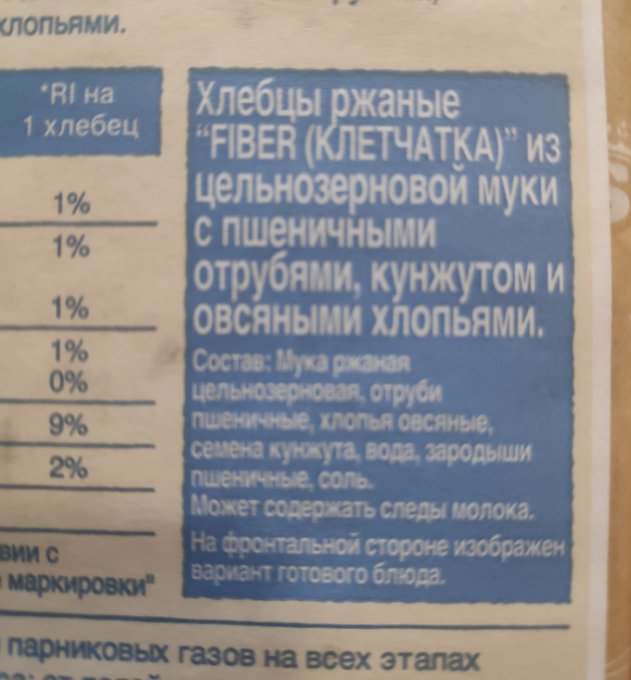 хлопьями.
*RI на
1 хлебец
1%
1%
1%
1%
0%
9%
2%
вии с
маркировки"
Хлебцы ржаные
"FIBER (КЛЕТЧАТКА)" из
цельнозерновой муки
с пшеничными
отрубями, кунжутом и
овсяными хлопьями.
Состав: Мука ржаная
цельнозерновая, отруби
пшеничные, хлопья овсяные,
семена кунжута, вода, зародыши
пшеничные, соль.
Может содержать следы молока.
На фронтальной стороне изображен
вариант готового блюда.
парниковых газов на всех этапах